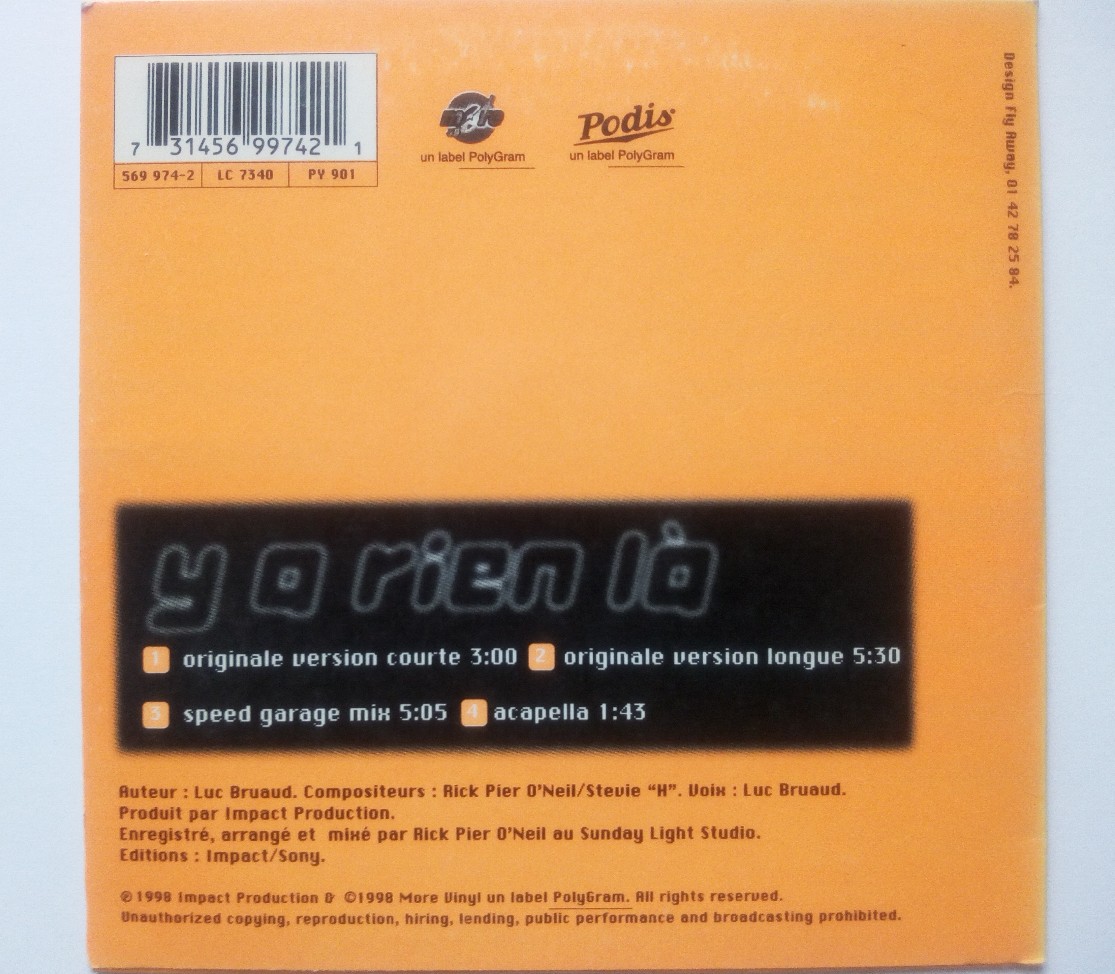 7 31456 99742 1
569 974-2 LC 7340 PY 901
un label PolyGram
Podis
un label PolyGram
Design Fly Away, 01 42 78 25 84.
y a rien là
1 originale version courte 3:00 2 originale version longue 5:30
3 speed garage mix 5:05 4 acapella 1:43
Auteur : Luc Bruaud. Compositeurs : Rick Pier O'Neil/Stevie "H". Voix : Luc Bruaud.
Produit par Impact Production.
Enregistré, arrangé et mixé par Rick Pier O'Neil au Sunday Light Studio.
Editions : Impact/Sony.
℗1998 Impact Production & ©1998 More Vinyl un label PolyGram. All rights reserved.
Unauthorized copying, reproduction, hiring, lending, public performance and broadcasting prohibited.